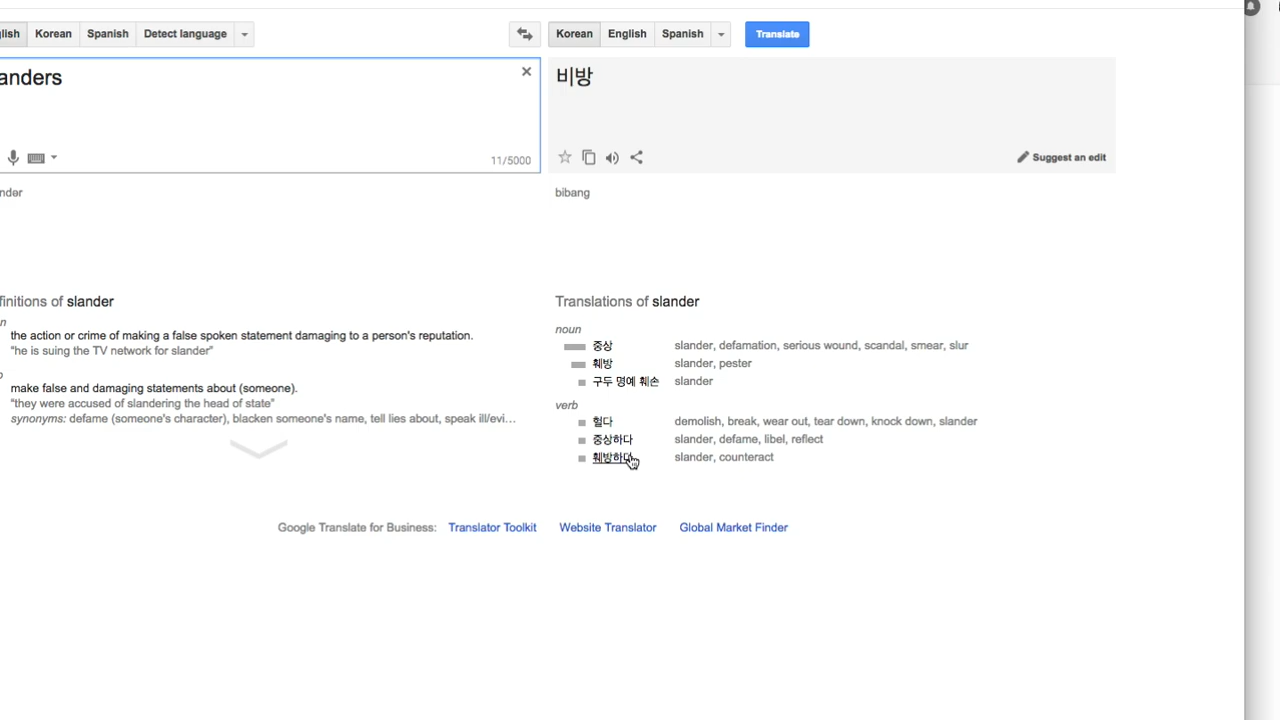 lish Korean Spanish Detect language
Korean English Spanish Translate
anders
11/5000
비방
Suggest an edit
nder
bibang
finitions of slander
n
the action or crime of making a false spoken statement damaging to a person's reputation.
"he is suing the TV network for slander"
make false and damaging statements about (someone).
"they were accused of slandering the head of state"
synonyms: defame (someone's character), blacken someone's name, tell lies about, speak ill/evi...
Translations of slander
noun
중상 slander, defamation, serious wound, scandal, smear, slur
훼방 slander, pester
구두 명예 훼손 slander
verb
헐다 demolish, break, wear out, tear down, knock down, slander
중상하다 slander, defame, libel, reflect
훼방하다 slander, counteract
Google Translate for Business: Translator Toolkit Website Translator Global Market Finder